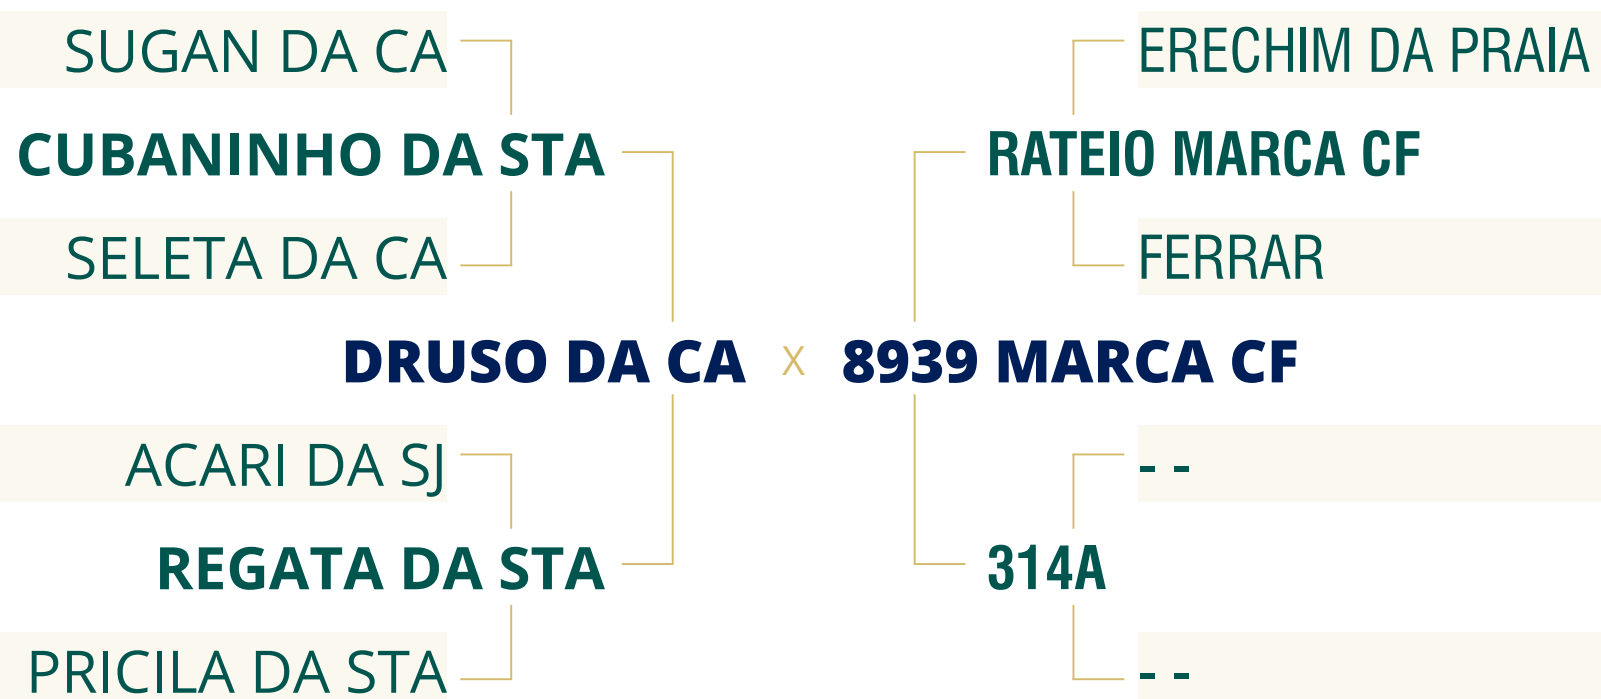 SUGAN DA CA ERECHIM DA PRAIA
CUBANINHO DA STA RATEIO MARCA CF
SELETA DA CA FERRAR
DRUSO DA CA X 8939 MARCA CF
ACARI DA SJ - -
REGATA DA STA 314A
PRICILA DA STA - -